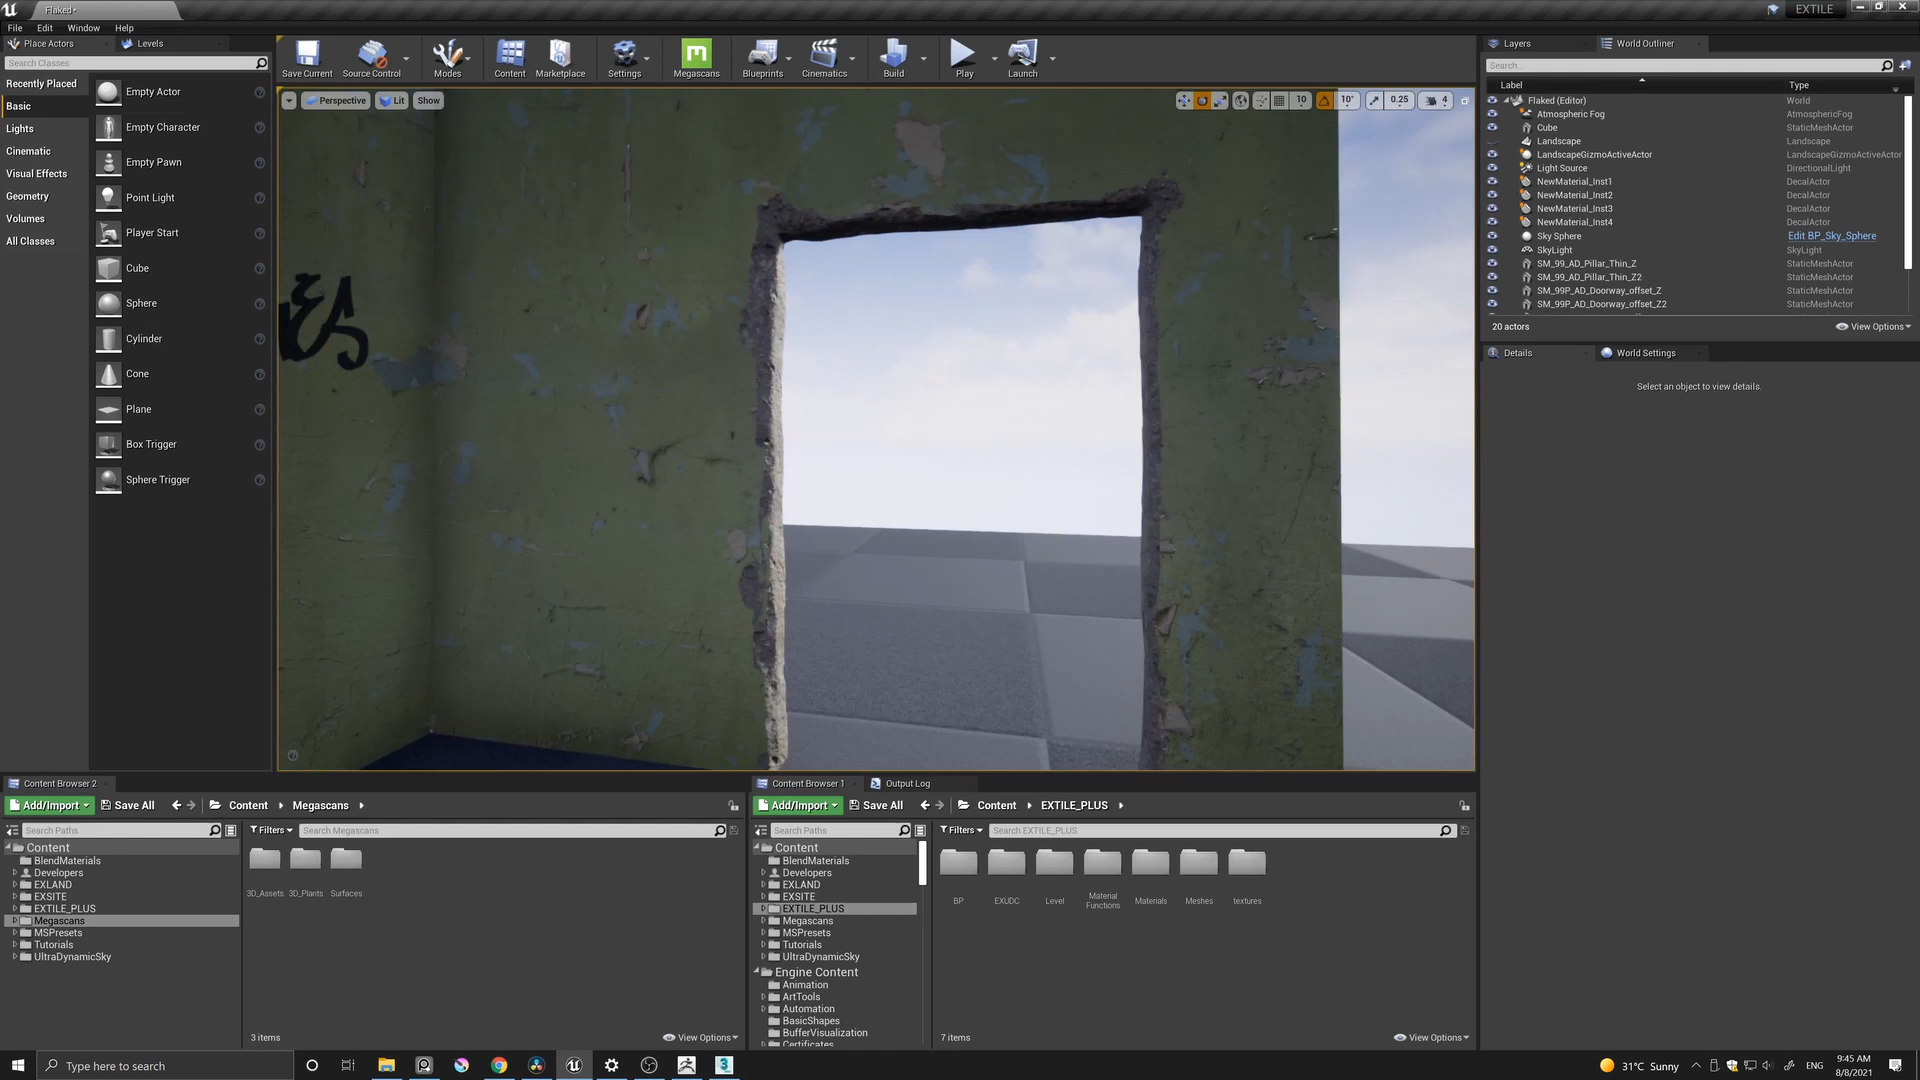 Flaked•
EXTILE
File Edit Window Help
Place Actors
Levels
Search Classes
Recently Placed
Basic
Lights
Cinematic
Visual Effects
Geometry
Volumes
All Classes
Empty Actor
Empty Character
Empty Pawn
Point Light
Player Start
Cube
Sphere
Cylinder
Cone
Plane
Box Trigger
Sphere Trigger
Save Current
Source Control
Modes
Content
Marketplace
Settings
Megascans
Blueprints
Cinematics
Build
Play
Launch
Perspective Lit Show
10 10° 0.25 4
Layers
World Outliner
Search...
Label Type
Flaked (Editor) World
Atmospheric Fog AtmosphericFog
Cube StaticMeshActor
Landscape Landscape
LandscapeGizmoActiveActor LandscapeGizmoActiveActor
Light Source DirectionalLight
NewMaterial_Inst1 DecalActor
NewMaterial_Inst2 DecalActor
NewMaterial_Inst3 DecalActor
NewMaterial_Inst4 DecalActor
Sky Sphere Edit BP_Sky_Sphere
SkyLight SkyLight
SM_99_AD_Pillar_Thin_Z StaticMeshActor
SM_99_AD_Pillar_Thin_Z2 StaticMeshActor
SM_99P_AD_Doorway_offset_Z StaticMeshActor
SM_99P_AD_Doorway_offset_Z2 StaticMeshActor
20 actors
View Options
Details
World Settings
Select an object to view details.
Content Browser 2
Add/Import Save All Content Megascans
Search Paths
Filters Search Megascans
Content
BlendMaterials
Developers
EXLAND
EXSITE
EXTILE_PLUS
Megascans
MSPresets
Tutorials
UltraDynamicSky
3D_Assets 3D_Plants Surfaces
3 items
View Options
Content Browser 1
Output Log
Add/Import Save All Content EXTILE_PLUS
Search Paths
Filters Search EXTILE_PLUS
Content
BlendMaterials
Developers
EXLAND
EXSITE
EXTILE_PLUS
Megascans
MSPresets
Tutorials
UltraDynamicSky
Engine Content
Animation
ArtTools
Automation
BasicShapes
BufferVisualization
Certificates
BP EXUDC Level Material Functions Materials Meshes textures
7 items
View Options
Type here to search
31°C Sunny
ENG
9:45 AM
8/8/2021